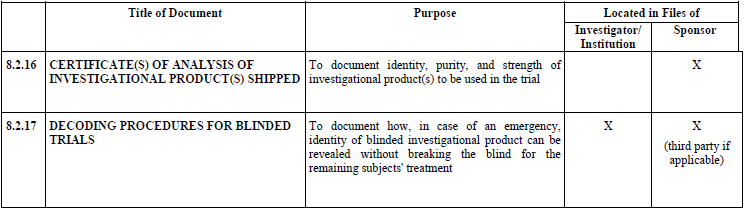 Title of Document
Purpose
Located in Files of
Investigator/
Institution
Sponsor
8.2.16
CERTIFICATE(S) OF ANALYSIS OF
INVESTIGATIONAL PRODUCT(S) SHIPPED
To document identity, purity, and strength of
investigational product(s) to be used in the trial
X
8.2.17
DECODING PROCEDURES FOR BLINDED
TRIALS
To document how, in case of an emergency,
identity of blinded investigational product can be
revealed without breaking the blind for the
remaining subjects' treatment
X
X
(third party if
applicable)